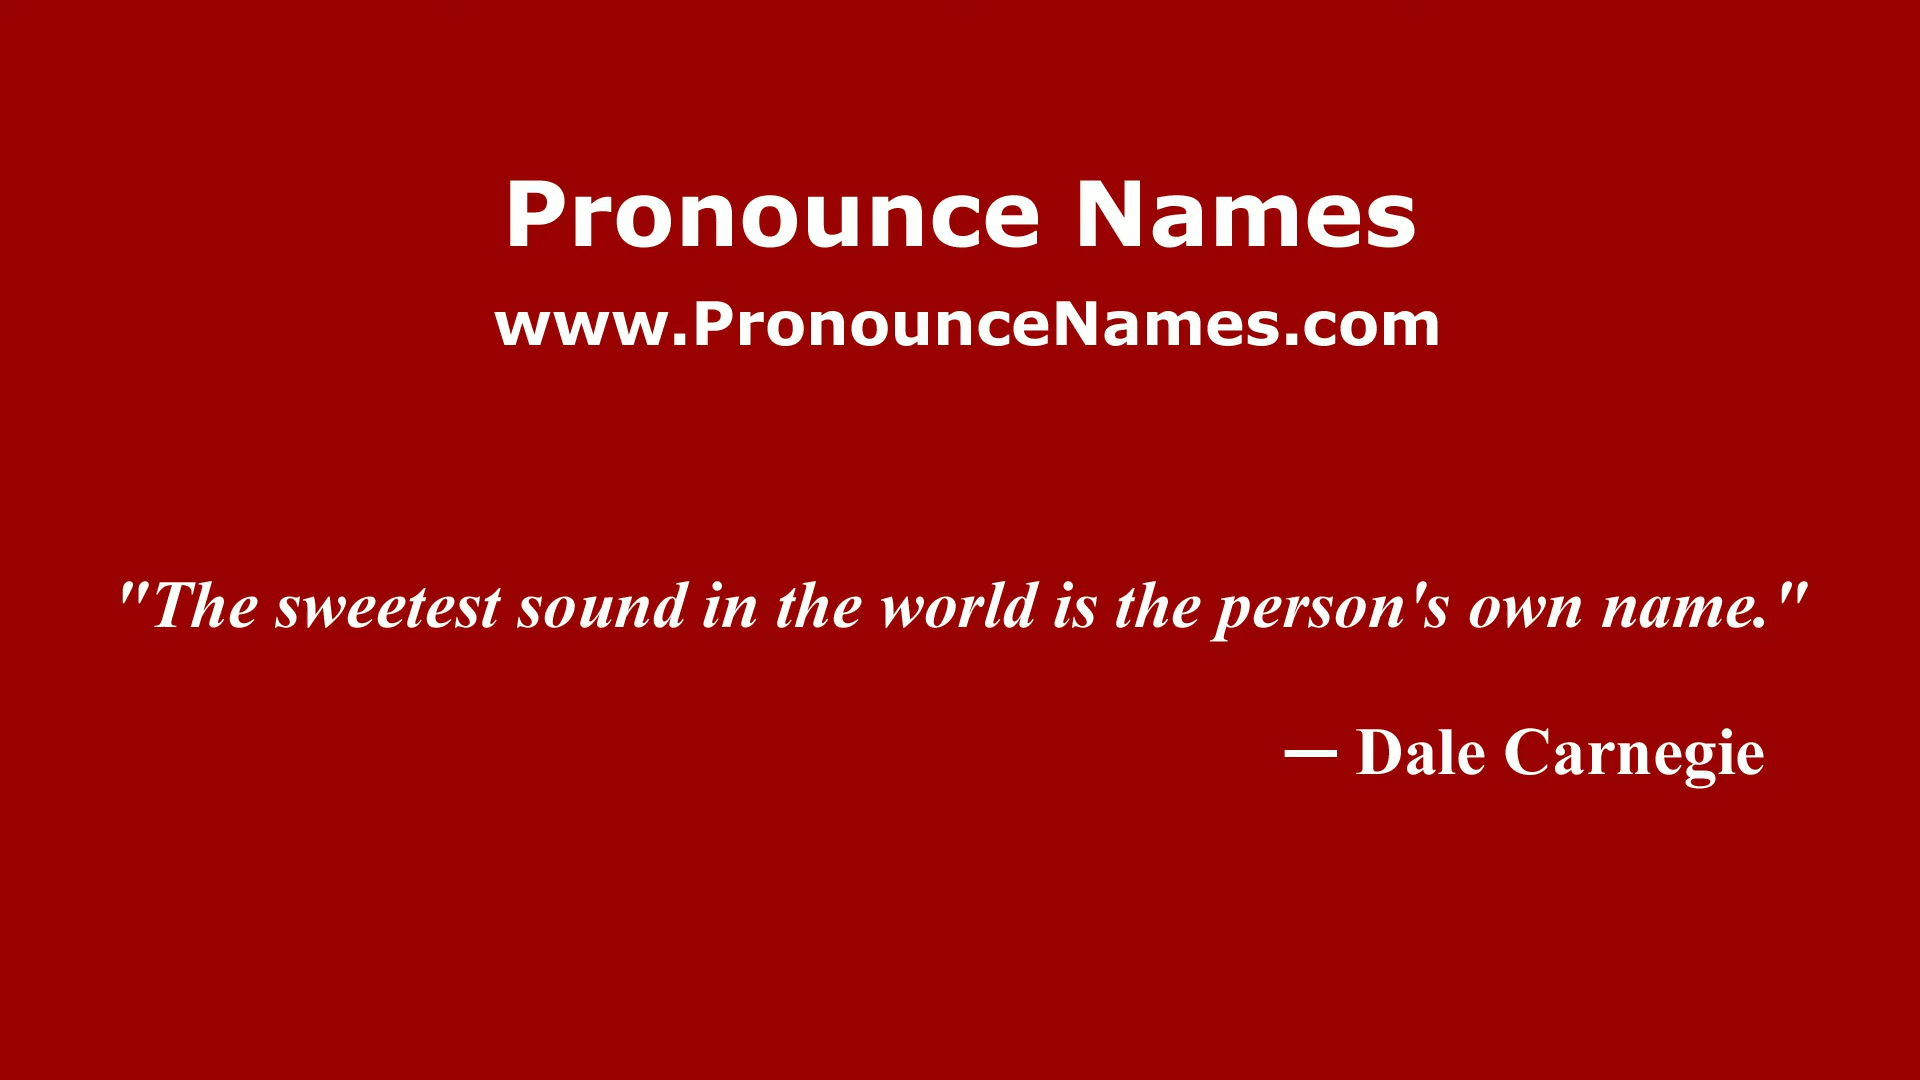 Pronounce Names
www.PronounceNames.com
"The sweetest sound in the world is the person's own name."
— Dale Carnegie